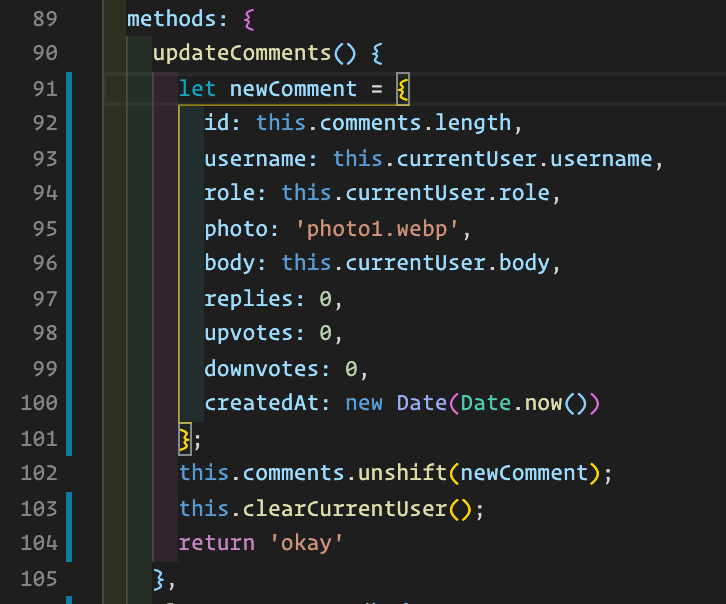 89 methods: {
90 updateComments() {
91 let newComment = {
92 id: this.comments.length,
93 username: this.currentUser.username,
94 role: this.currentUser.role,
95 photo: 'photo1.webp',
96 body: this.currentUser.body,
97 replies: 0,
98 upvotes: 0,
99 downvotes: 0,
100 createdAt: new Date(Date.now())
101 };
102 this.comments.unshift(newComment);
103 this.clearCurrentUser();
104 return 'okay'
105 },